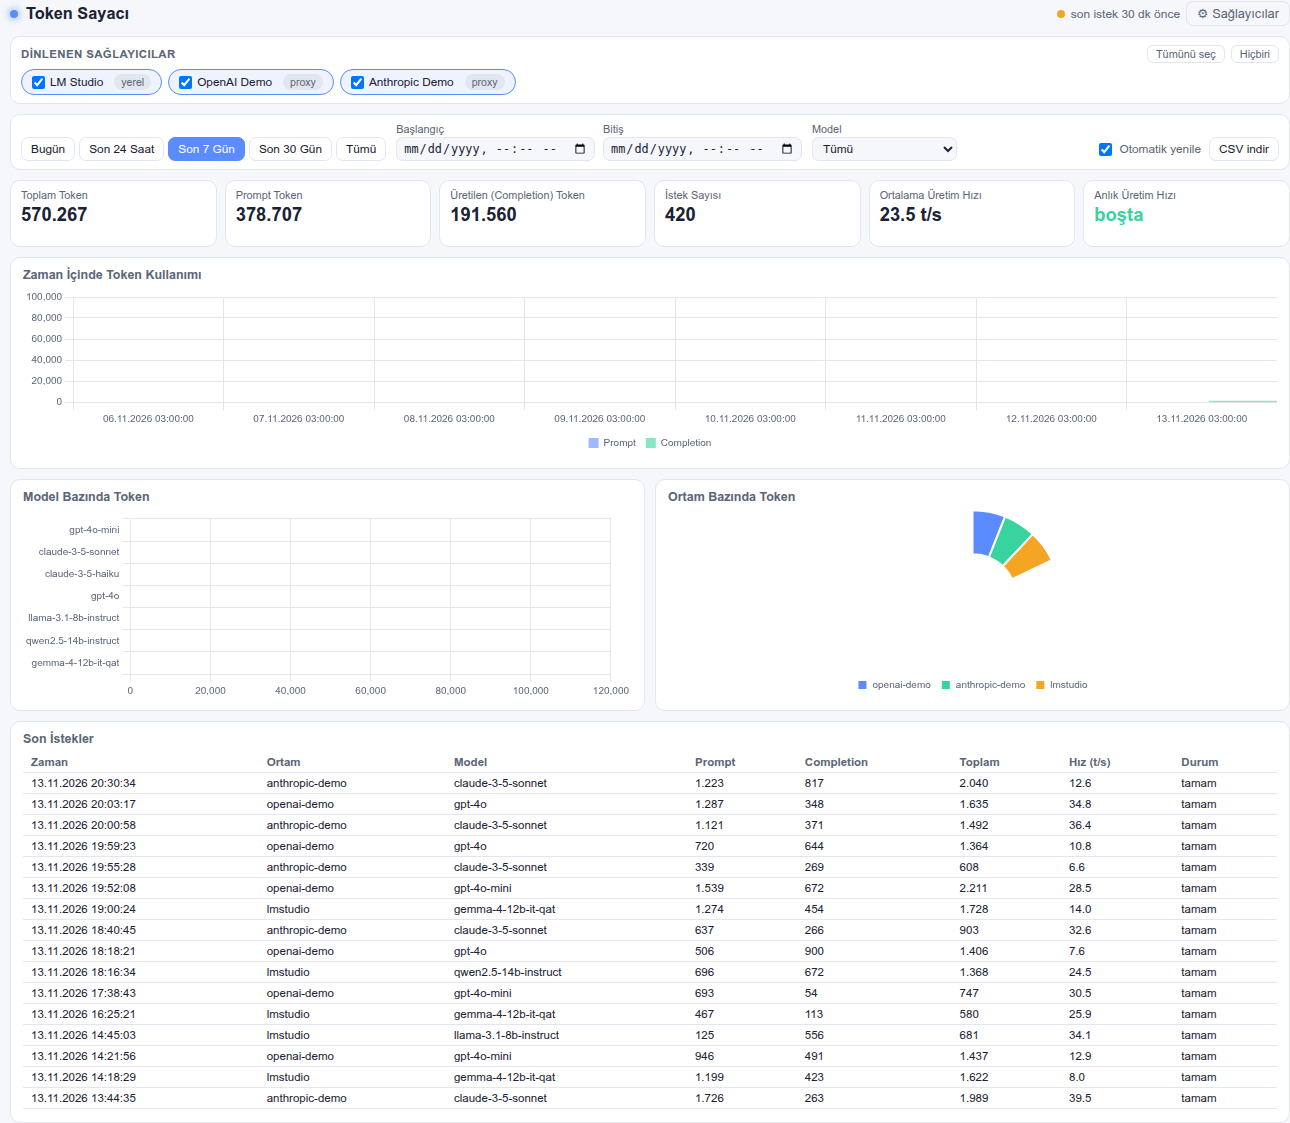 Token Sayacı
son istek 30 dk önce
⚙ Sağlayıcılar
DİNLENEN SAĞLAYICILAR
Tümünü seç
Hiçbiri
LM Studio yerel
OpenAI Demo proxy
Anthropic Demo proxy
Başlangıç
Bitiş
Model
Bugün
Son 24 Saat
Son 7 Gün
Son 30 Gün
Tümü
mm/dd/yyyy, --:-- --
mm/dd/yyyy, --:-- --
Tümü
Otomatik yenile
CSV indir
Toplam Token
570.267
Prompt Token
378.707
Üretilen (Completion) Token
191.560
İstek Sayısı
420
Ortalama Üretim Hızı
23.5 t/s
Anlık Üretim Hızı
boşta
Zaman İçinde Token Kullanımı
100,000
80,000
60,000
40,000
20,000
0
06.11.2026 03:00:00
07.11.2026 03:00:00
08.11.2026 03:00:00
09.11.2026 03:00:00
10.11.2026 03:00:00
11.11.2026 03:00:00
12.11.2026 03:00:00
13.11.2026 03:00:00
Prompt
Completion
Model Bazında Token
gpt-4o-mini
claude-3-5-sonnet
claude-3-5-haiku
gpt-4o
llama-3.1-8b-instruct
qwen2.5-14b-instruct
gemma-4-12b-it-qat
0
20,000
40,000
60,000
80,000
100,000
120,000
Ortam Bazında Token
openai-demo
anthropic-demo
lmstudio
Son İstekler
Zaman Ortam Model Prompt Completion Toplam Hız (t/s) Durum
13.11.2026 20:30:34 anthropic-demo claude-3-5-sonnet 1.223 817 2.040 12.6 tamam
13.11.2026 20:03:17 openai-demo gpt-4o 1.287 348 1.635 34.8 tamam
13.11.2026 20:00:58 anthropic-demo claude-3-5-sonnet 1.121 371 1.492 36.4 tamam
13.11.2026 19:59:23 openai-demo gpt-4o 720 644 1.364 10.8 tamam
13.11.2026 19:55:28 anthropic-demo claude-3-5-sonnet 339 269 608 6.6 tamam
13.11.2026 19:52:08 openai-demo gpt-4o-mini 1.539 672 2.211 28.5 tamam
13.11.2026 19:00:24 lmstudio gemma-4-12b-it-qat 1.274 454 1.728 14.0 tamam
13.11.2026 18:40:45 anthropic-demo claude-3-5-sonnet 637 266 903 32.6 tamam
13.11.2026 18:18:21 openai-demo gpt-4o 506 900 1.406 7.6 tamam
13.11.2026 18:16:34 lmstudio qwen2.5-14b-instruct 696 672 1.368 24.5 tamam
13.11.2026 17:38:43 openai-demo gpt-4o-mini 693 54 747 30.5 tamam
13.11.2026 16:25:21 lmstudio gemma-4-12b-it-qat 467 113 580 25.9 tamam
13.11.2026 14:45:03 lmstudio llama-3.1-8b-instruct 125 556 681 34.1 tamam
13.11.2026 14:21:56 openai-demo gpt-4o-mini 946 491 1.437 12.9 tamam
13.11.2026 14:18:29 lmstudio gemma-4-12b-it-qat 1.199 423 1.622 8.0 tamam
13.11.2026 13:44:35 anthropic-demo claude-3-5-sonnet 1.726 263 1.989 39.5 tamam